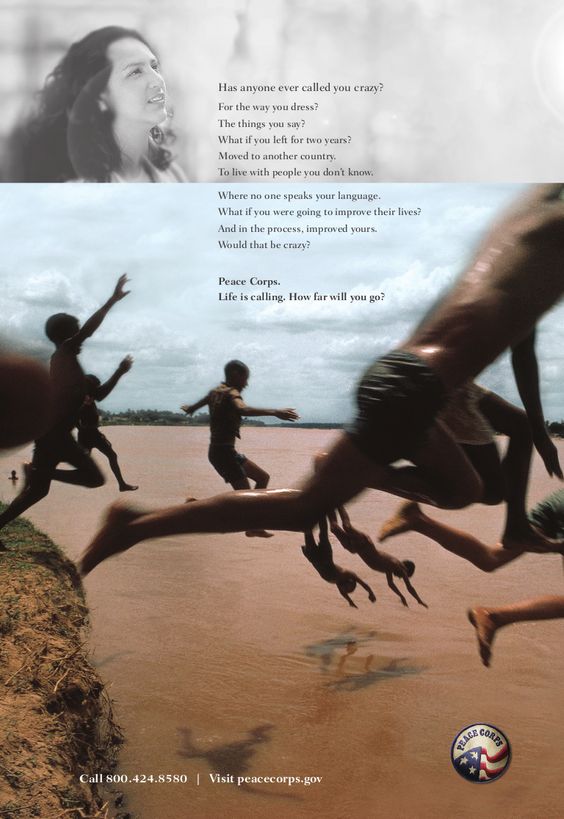 Has anyone ever called you crazy?
For the way you dress?
The things you say?
What if you left for two years?
Moved to another country.
To live with people you don't know.
Where no one speaks your language.
What if you were going to improve their lives?
And in the process, improved yours.
Would that be crazy?
Peace Corps.
Life is calling. How far will you go?
PEACE CORPS
Call 800.424.8580 | Visit peacecorps.gov